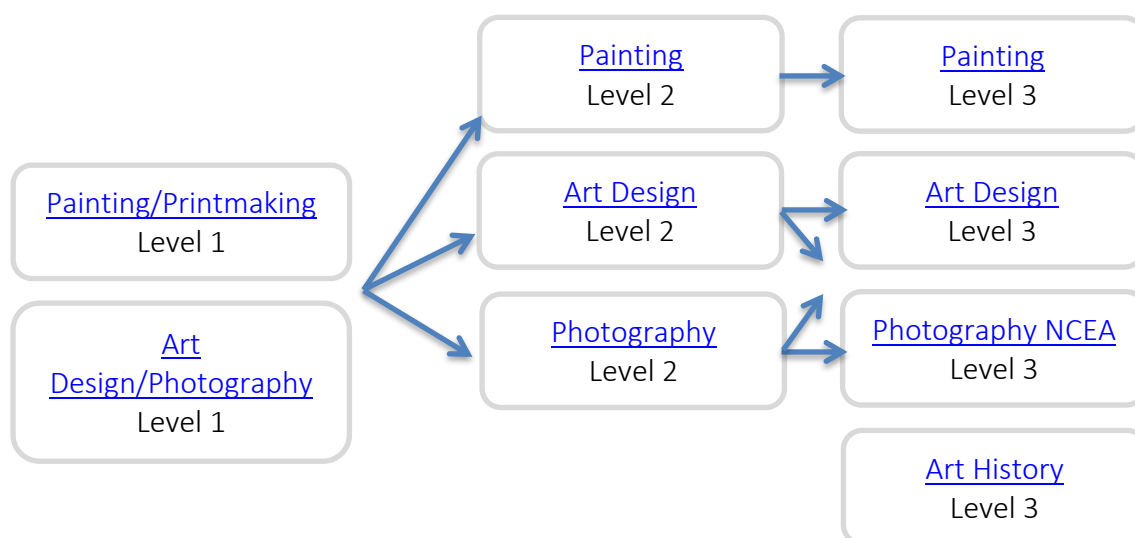 Painting/Printmaking
Level 1
Art
Design/Photography
Level 1
Painting
Level 2
Art Design
Level 2
Photography
Level 2
Painting
Level 3
Art Design
Level 3
Photography NCEA
Level 3
Art History
Level 3